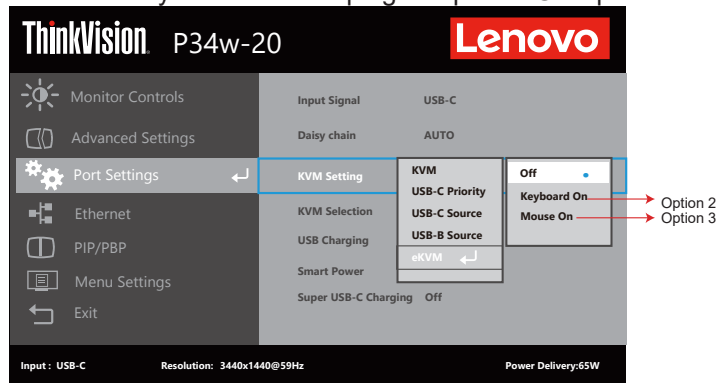 ThinkVision P34w-20
Lenovo
Monitor Controls
Advanced Settings
Port Settings
Ethernet
PIP/PBP
Menu Settings
Exit
Input Signal USB-C
Daisy chain AUTO
KVM Setting
KVM Selection
USB Charging
Smart Power
Super USB-C Charging Off
KVM
USB-C Priority
USB-C Source
USB-B Source
eKVM
Off
Keyboard On
Mouse On
Option 2
Option 3
Input : USB-C Resolution: 3440x1440@59Hz Power Delivery:65W